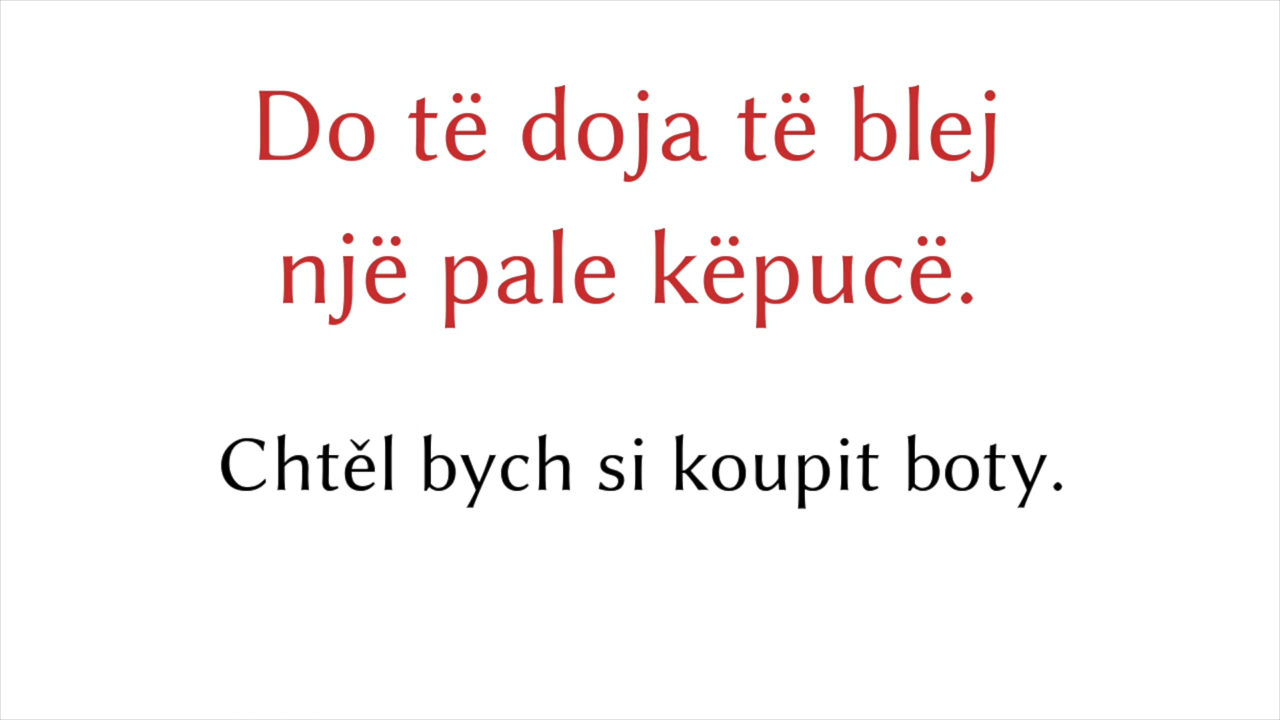 Do të doja të blej
një pale këpucë.
Chtěl bych si koupit boty.